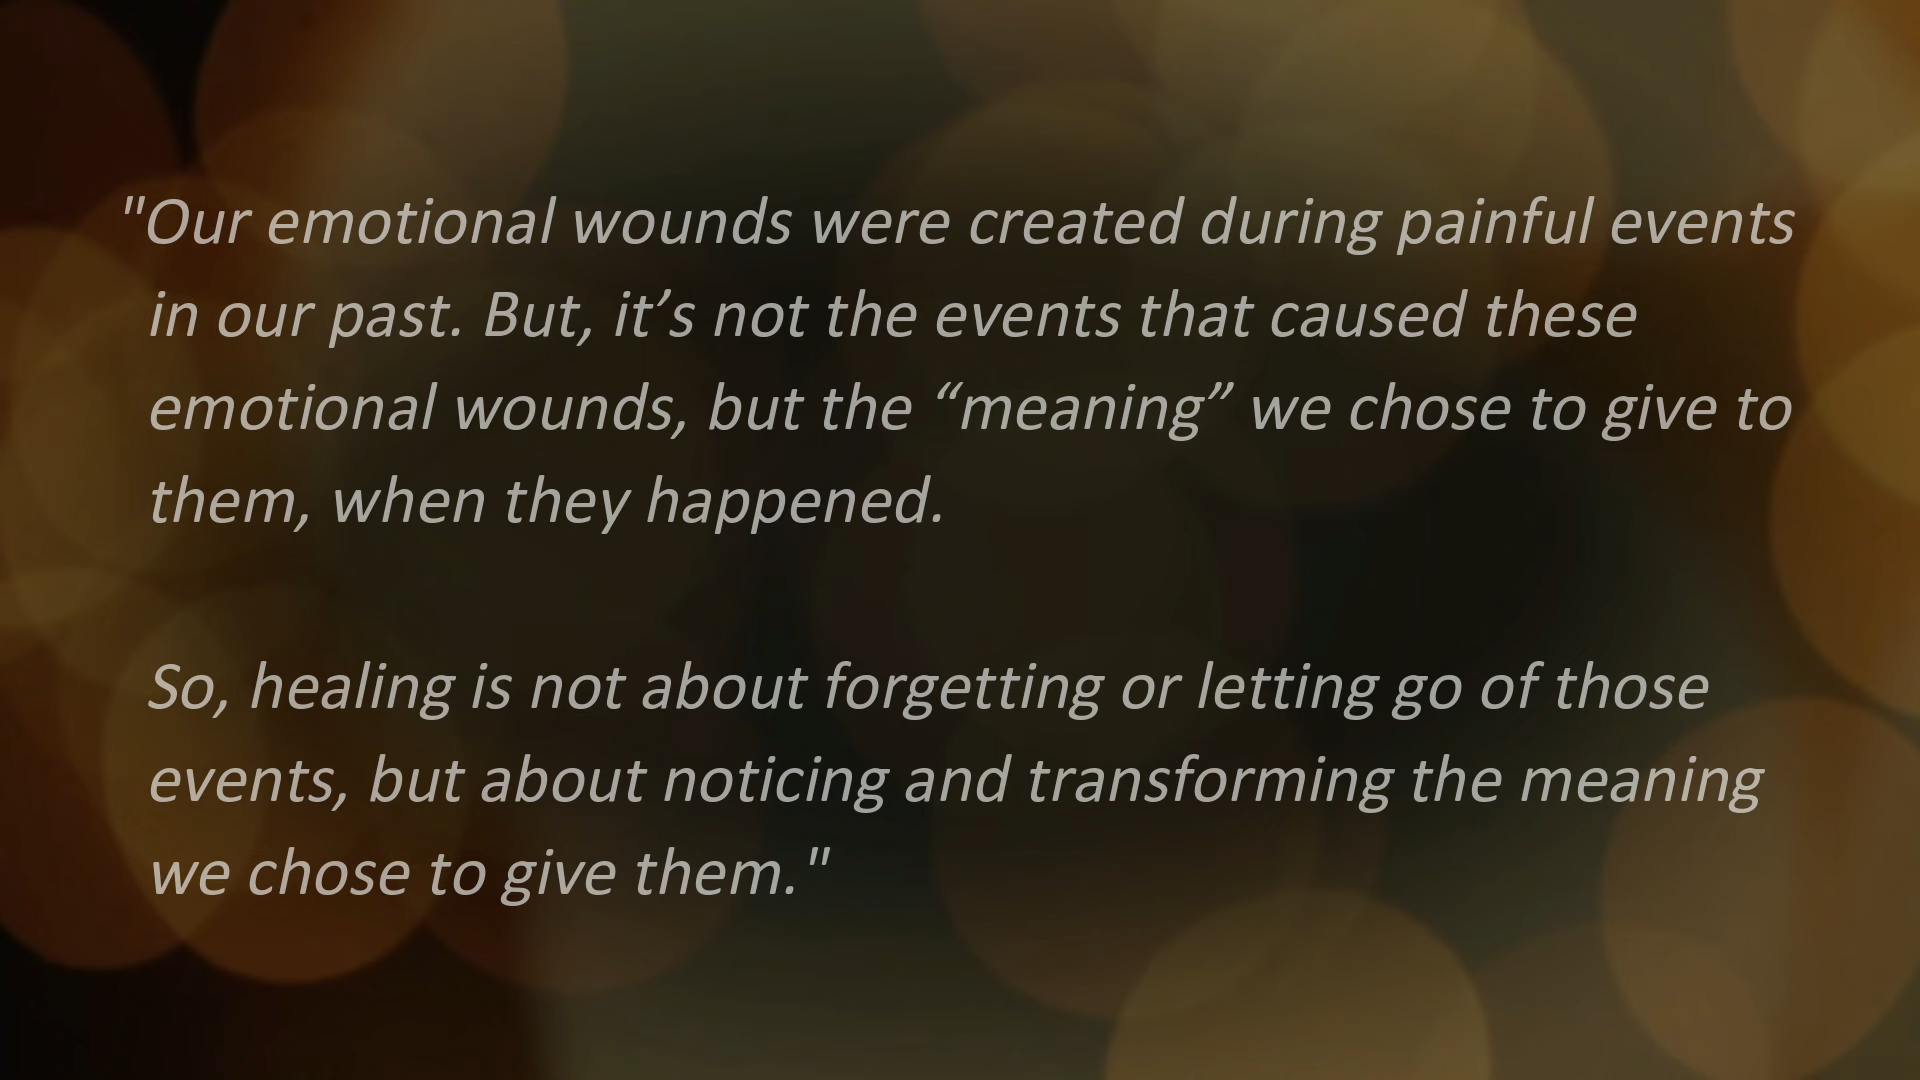 "Our emotional wounds were created during painful events
in our past. But, it’s not the events that caused these
emotional wounds, but the “meaning” we chose to give to
them, when they happened.
So, healing is not about forgetting or letting go of those
events, but about noticing and transforming the meaning
we chose to give them."